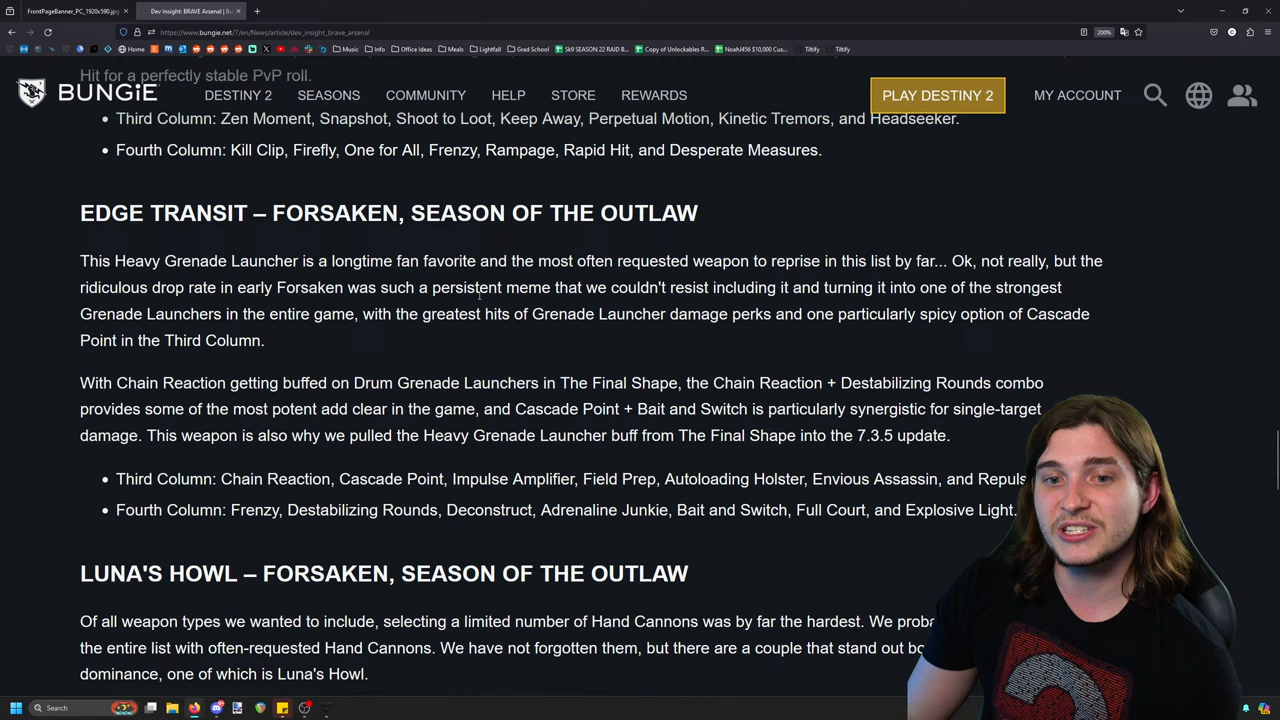 FrontPageBanner_PC_1920x590.jpg
Dev Insight: BRAVE Arsenal | Bu
https://www.bungie.net/7/en/News/article/dev_insight_brave_arsenal
200%
Home
Music
Info
Office Ideas
Meals
Lightfall
Grad School
Sk9 SEASON 22 RAID B
Copy of Unlockables R
Noah456 $10,000 Cus
Tiltify
Tiltify
Hit for a perfectly stable PvP roll.
BUNGiE
DESTINY 2
SEASONS
COMMUNITY
HELP
STORE
REWARDS
PLAY DESTINY 2
MY ACCOUNT
Third Column: Zen Moment, Snapshot, Shoot to Loot, Keep Away, Perpetual Motion, Kinetic Tremors, and Headseeker.
Fourth Column: Kill Clip, Firefly, One for All, Frenzy, Rampage, Rapid Hit, and Desperate Measures.
EDGE TRANSIT – FORSAKEN, SEASON OF THE OUTLAW
This Heavy Grenade Launcher is a longtime fan favorite and the most often requested weapon to reprise in this list by far... Ok, not really, but the
ridiculous drop rate in early Forsaken was such a persistent meme that we couldn't resist including it and turning it into one of the strongest
Grenade Launchers in the entire game, with the greatest hits of Grenade Launcher damage perks and one particularly spicy option of Cascade
Point in the Third Column.
With Chain Reaction getting buffed on Drum Grenade Launchers in The Final Shape, the Chain Reaction + Destabilizing Rounds combo
provides some of the most potent add clear in the game, and Cascade Point + Bait and Switch is particularly synergistic for single-target
damage. This weapon is also why we pulled the Heavy Grenade Launcher buff from The Final Shape into the 7.3.5 update.
Third Column: Chain Reaction, Cascade Point, Impulse Amplifier, Field Prep, Autoloading Holster, Envious Assassin, and Repuls
Fourth Column: Frenzy, Destabilizing Rounds, Deconstruct, Adrenaline Junkie, Bait and Switch, Full Court, and Explosive Light.
LUNA'S HOWL – FORSAKEN, SEASON OF THE OUTLAW
Of all weapon types we wanted to include, selecting a limited number of Hand Cannons was by far the hardest. We prob
the entire list with often-requested Hand Cannons. We have not forgotten them, but there are a couple that stand out bo
dominance, one of which is Luna's Howl.
Search